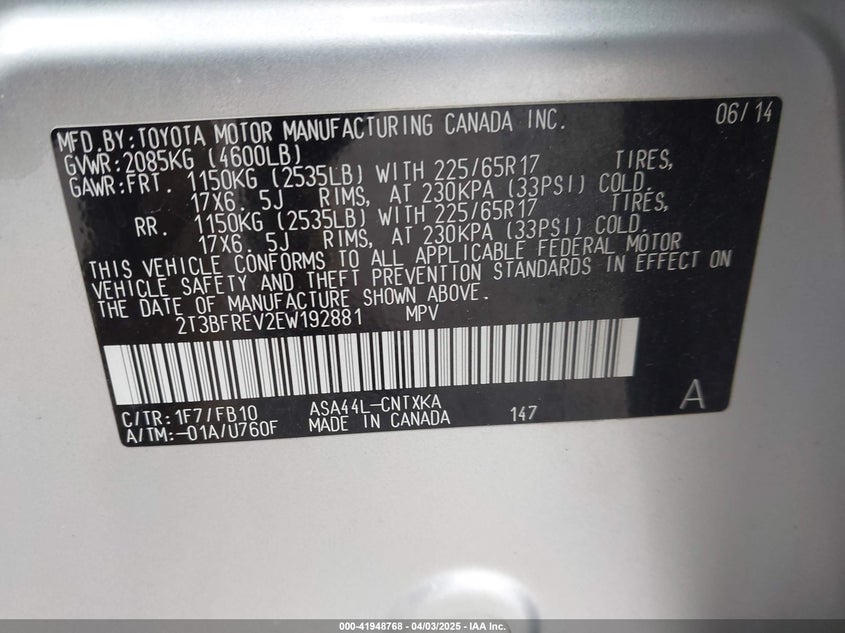 06/14
MFD.BY:TOYOTA MOTOR MANUFACTURING CANADA INC.
GVWR:2085KG (4600LB)
GAWR:FRT. 1150KG (2535LB) WITH 225/65R17 TIRES,
17X6.5J RIMS, AT 230KPA (33PSI) COLD.
RR. 1150KG (2535LB) WITH 225/65R17 TIRES,
17X6.5J RIMS, AT 230KPA (33PSI) COLD.
THIS VEHICLE CONFORMS TO ALL APPLICABLE FEDERAL MOTOR
VEHICLE SAFETY AND THEFT PREVENTION STANDARDS IN EFFECT ON
THE DATE OF MANUFACTURE SHOWN ABOVE.
2T3BFREV2EW192881 MPV
C/TR:1F7/FB10 ASA44L-CNTXKA
A/TM:-01A/U760F MADE IN CANADA 147 A
000-41948768 | 04/03/2025 - IAA Inc.